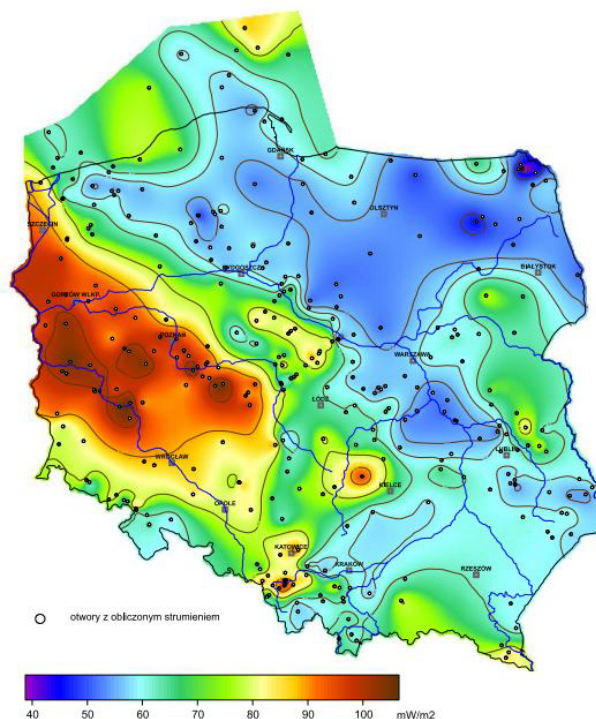 GDAŃSK
OLSZTYN
SZCZECIN
BYDGOSZCZ
BIAŁYSTOK
GORZÓW WLKP.
POZNAŃ
WARSZAWA
ŁÓDŹ
LUBLIN
WROCŁAW
KIELCE
OPOLE
KATOWICE
KRAKÓW
RZESZÓW
otwory z obliczonym strumieniem
40 50 60 70 80 90 100 mW/m2